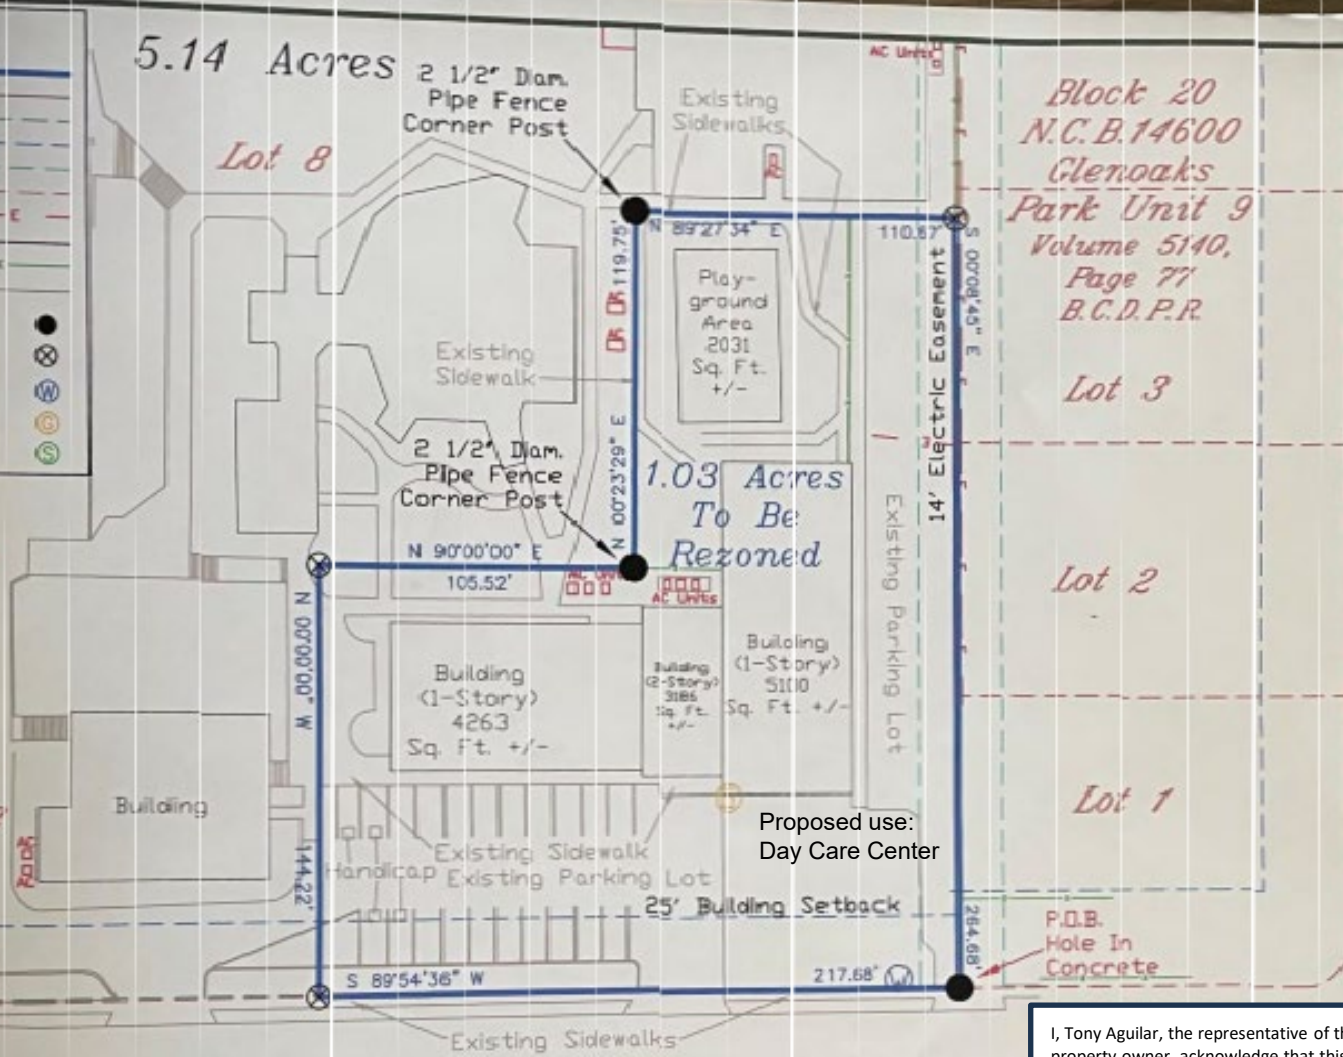 5.14 Acres
2 1/2" Diam.
Pipe Fence
Corner Post
Existing
Sidewalks
AC Units
Block 20
N.C.B.14600
Glenoaks
Park Unit 9
Volume 5140,
Page 77
B.C.D.P.R.
Lot 8
AC
E
N 89°27'34" E
110.67'
S 00°08'45" E
119.75'
Play-
ground
Area
2031
Sq. Ft.
+/-
14' Electric Easement
Existing
Sidewalk
Lot 3
N 00°23'29" E
2 1/2" Diam.
Pipe Fence
Corner Post
1.03 Acres
To Be
Rezoned
Existing Parking Lot
W
G
S
N 90°00'00" E
105.52'
AC Units
Lot 2
N 00°00'00" W
Building
(1-Story)
4263
Sq. Ft. +/-
Building
(2-Story)
3186
Sq. Ft.
+/-
Building
(1-Story)
5100
Sq. Ft. +/-
Building
Lot 1
Proposed use:
Day Care Center
Existing Sidewalk
Handicap
Existing Parking Lot
144.22'
25' Building Setback
264.68'
P.O.B.
Hole In
Concrete
S 89°54'36" W
217.68'
W
Existing Sidewalks
I, Tony Aguilar, the representative of
property owner, acknowledge that